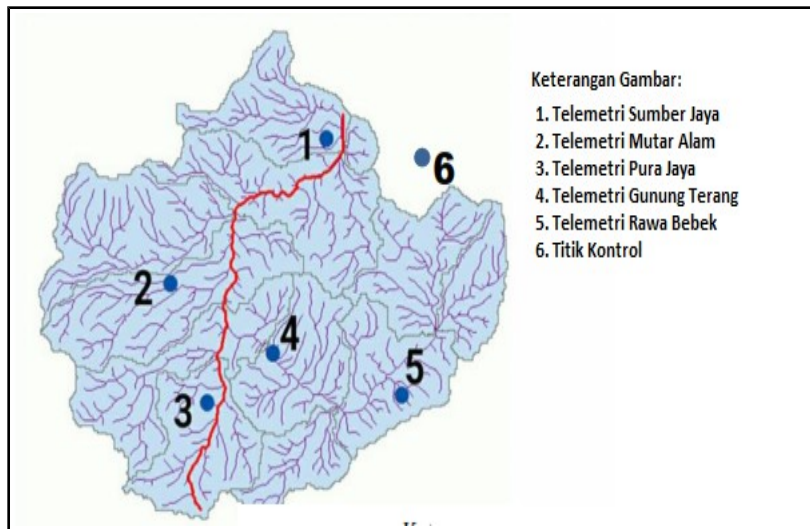 Keterangan Gambar:
1. Telemetri Sumber Jaya
2. Telemetri Mutar Alam
3. Telemetri Pura Jaya
4. Telemetri Gunung Terang
5. Telemetri Rawa Bebek
6. Titik Kontrol
1
6
2
4
5
3